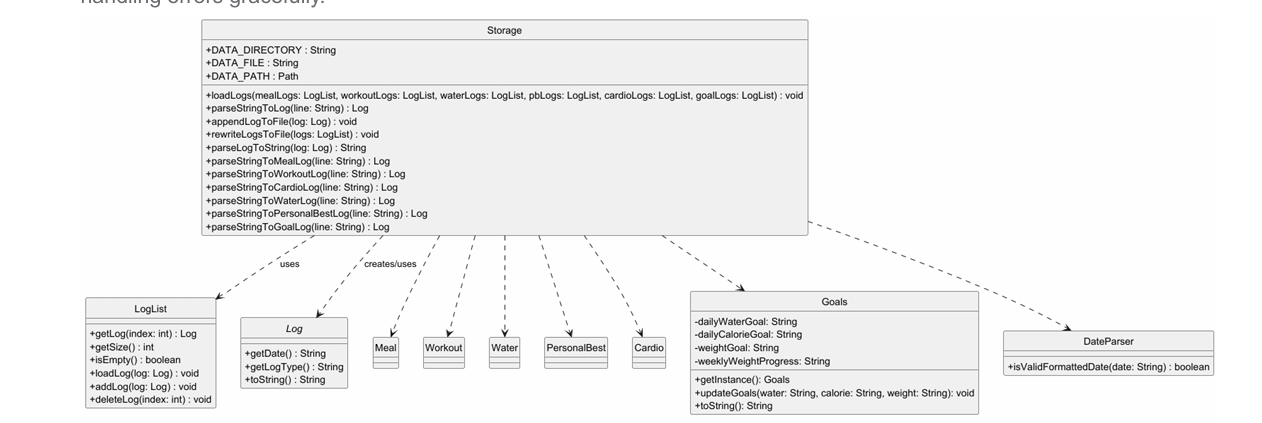 handling errors gracefully.
Storage
+DATA_DIRECTORY : String
+DATA_FILE : String
+DATA_PATH : Path
+loadLogs(mealLogs: LogList, workoutLogs: LogList, waterLogs: LogList, pbLogs: LogList, cardioLogs: LogList, goalLogs: LogList) : void
+parseStringToLog(line: String) : Log
+appendLogToFile(log: Log) : void
+rewriteLogsToFile(logs: LogList) : void
+parseLogToString(log: Log) : String
+parseStringToMealLog(line: String) : Log
+parseStringToWorkoutLog(line: String) : Log
+parseStringToCardioLog(line: String) : Log
+parseStringToWaterLog(line: String) : Log
+parseStringToPersonalBestLog(line: String) : Log
+parseStringToGoalLog(line: String) : Log
uses
creates/uses
LogList
+getLog(index: int) : Log
+getSize() : int
+isEmpty() : boolean
+loadLog(log: Log) : void
+addLog(log: Log) : void
+deleteLog(index: int) : void
Log
+getDate() : String
+getLogType() : String
+toString() : String
Meal
Workout
Water
PersonalBest
Cardio
Goals
-dailyWaterGoal: String
-dailyCalorieGoal: String
-weightGoal: String
-weeklyWeightProgress: String
+getInstance(): Goals
+updateGoals(water: String, calorie: String, weight: String): void
+toString(): String
DateParser
+isValidFormattedDate(date: String) : boolean